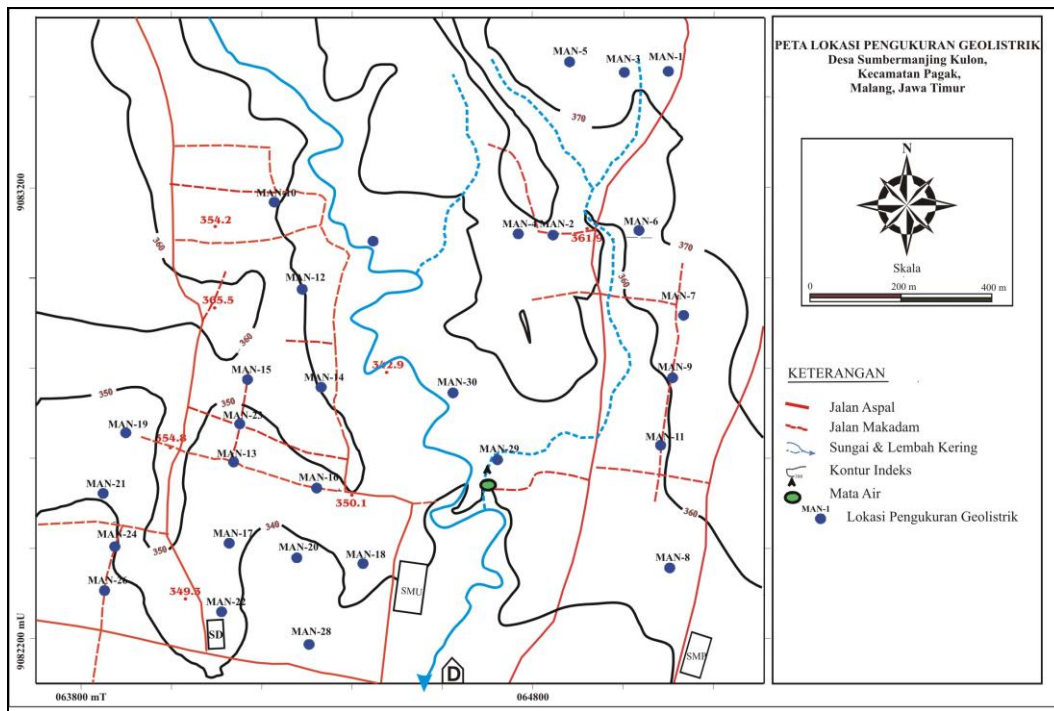 PETA LOKASI PENGUKURAN GEOLISTRIK
Desa Sumbermanjing Kulon,
Kecamatan Pagak,
Malang, Jawa Timur
N
Skala
0 200 m 400 m
KETERANGAN
Jalan Aspal
Jalan Makadam
Sungai & Lembah Kering
Kontur Indeks
Mata Air
MAN-1
Lokasi Pengukuran Geolistrik
MAN-5
MAN-3
MAN-1
370
9083200
MAN-10
354.2
360
MAN-4
MAN-2
361.9
MAN-6
370
MAN-12
360
365.5
MAN-7
360
342.9
MAN-15
MAN-14
MAN-30
MAN-9
350
350
MAN-19
MAN-23
354.8
MAN-13
MAN-29
MAN-11
MAN-16
350.1
MAN-21
360
340
MAN-24
350
MAN-17
MAN-20
MAN-18
MAN-8
MAN-26
349.3
SMU
MAN-22
SD
MAN-28
SMP
9082200 mU
D
063800 mT
064800